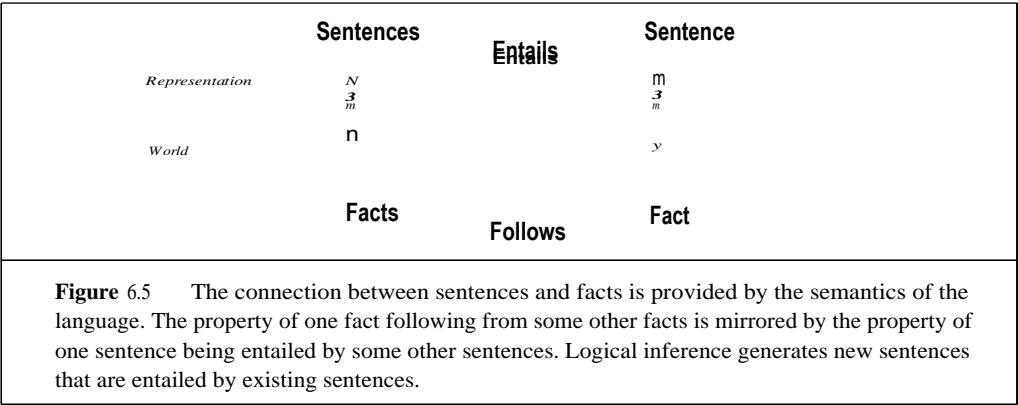 Sentences Sentence
Entails
Representation N m
3 3
m m
n
World y
Facts Fact
Follows
Figure 6.5 The connection between sentences and facts is provided by the semantics of the
language. The property of one fact following from some other facts is mirrored by the property of
one sentence being entailed by some other sentences. Logical inference generates new sentences
that are entailed by existing sentences.